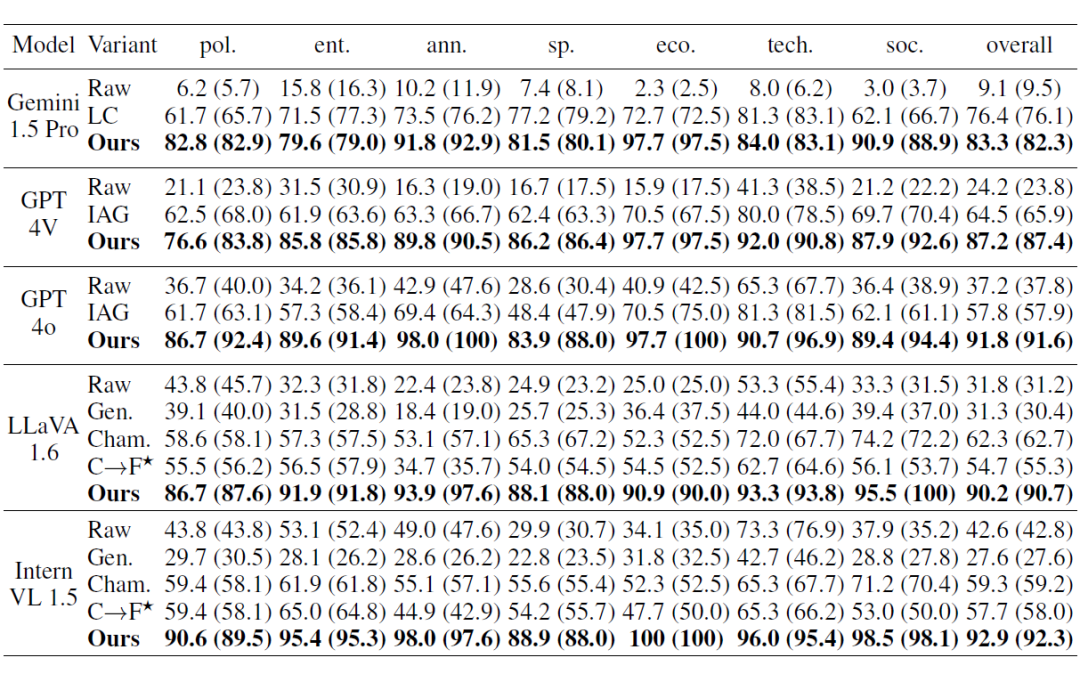 Model Variant pol. ent. ann. sp. eco. tech. soc. overall
Gemini 1.5 Pro
Raw 6.2 (5.7) 15.8 (16.3) 10.2 (11.9) 7.4 (8.1) 2.3 (2.5) 8.0 (6.2) 3.0 (3.7) 9.1 (9.5)
LC 61.7 (65.7) 71.5 (77.3) 73.5 (76.2) 77.2 (79.2) 72.7 (72.5) 81.3 (83.1) 62.1 (66.7) 76.4 (76.1)
Ours 82.8 (82.9) 79.6 (79.0) 91.8 (92.9) 81.5 (80.1) 97.7 (97.5) 84.0 (83.1) 90.9 (88.9) 83.3 (82.3)
GPT 4V
Raw 21.1 (23.8) 31.5 (30.9) 16.3 (19.0) 16.7 (17.5) 15.9 (17.5) 41.3 (38.5) 21.2 (22.2) 24.2 (23.8)
IAG 62.5 (68.0) 61.9 (63.6) 63.3 (66.7) 62.4 (63.3) 70.5 (67.5) 80.0 (78.5) 69.7 (70.4) 64.5 (65.9)
Ours 76.6 (83.8) 85.8 (85.8) 89.8 (90.5) 86.2 (86.4) 97.7 (97.5) 92.0 (90.8) 87.9 (92.6) 87.2 (87.4)
GPT 4o
Raw 36.7 (40.0) 34.2 (36.1) 42.9 (47.6) 28.6 (30.4) 40.9 (42.5) 65.3 (67.7) 36.4 (38.9) 37.2 (37.8)
IAG 61.7 (63.1) 57.3 (58.4) 69.4 (64.3) 48.4 (47.9) 70.5 (75.0) 81.3 (81.5) 62.1 (61.1) 57.8 (57.9)
Ours 86.7 (92.4) 89.6 (91.4) 98.0 (100) 83.9 (88.0) 97.7 (100) 90.7 (96.9) 89.4 (94.4) 91.8 (91.6)
LLaVA 1.6
Raw 43.8 (45.7) 32.3 (31.8) 22.4 (23.8) 24.9 (23.2) 25.0 (25.0) 53.3 (55.4) 33.3 (31.5) 31.8 (31.2)
Gen. 39.1 (40.0) 31.5 (28.8) 18.4 (19.0) 25.7 (25.3) 36.4 (37.5) 44.0 (44.6) 39.4 (37.0) 31.3 (30.4)
Cham. 58.6 (58.1) 57.3 (57.5) 53.1 (57.1) 65.3 (67.2) 52.3 (52.5) 72.0 (67.7) 74.2 (72.2) 62.3 (62.7)
C→F★ 55.5 (56.2) 56.5 (57.9) 34.7 (35.7) 54.0 (54.5) 54.5 (52.5) 62.7 (64.6) 56.1 (53.7) 54.7 (55.3)
Ours 86.7 (87.6) 91.9 (91.8) 93.9 (97.6) 88.1 (88.0) 90.9 (90.0) 93.3 (93.8) 95.5 (100) 90.2 (90.7)
Intern VL 1.5
Raw 43.8 (43.8) 53.1 (52.4) 49.0 (47.6) 29.9 (30.7) 34.1 (35.0) 73.3 (76.9) 37.9 (35.2) 42.6 (42.8)
Gen. 29.7 (30.5) 28.1 (26.2) 28.6 (26.2) 22.8 (23.5) 31.8 (32.5) 42.7 (46.2) 28.8 (27.8) 27.6 (27.6)
Cham. 59.4 (58.1) 61.9 (61.8) 55.1 (57.1) 55.6 (55.4) 52.3 (52.5) 65.3 (67.7) 71.2 (70.4) 59.3 (59.2)
C→F★ 59.4 (58.1) 65.0 (64.8) 44.9 (42.9) 54.2 (55.7) 47.7 (50.0) 65.3 (66.2) 53.0 (50.0) 57.7 (58.0)
Ours 90.6 (89.5) 95.4 (95.3) 98.0 (97.6) 88.9 (88.0) 100 (100) 96.0 (95.4) 98.5 (98.1) 92.9 (92.3)